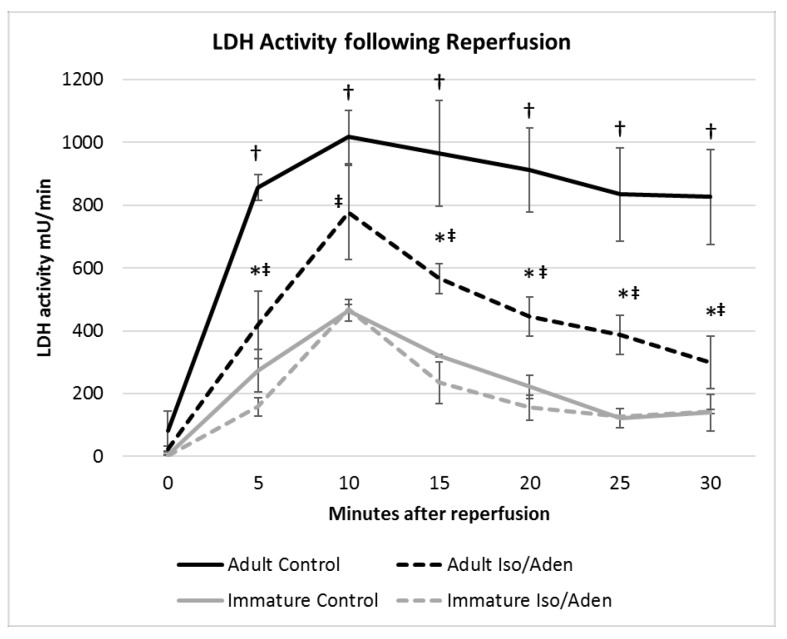 LDH Activity following Reperfusion
1200
1000
800
600
400
200
0
LDH activity mU/min
† † † † † † †
*‡ ‡ *‡ *‡ *‡ *‡
0 5 10 15 20 25 30
Minutes after reperfusion
Adult Control Adult Iso/Aden
Immature Control Immature Iso/Aden